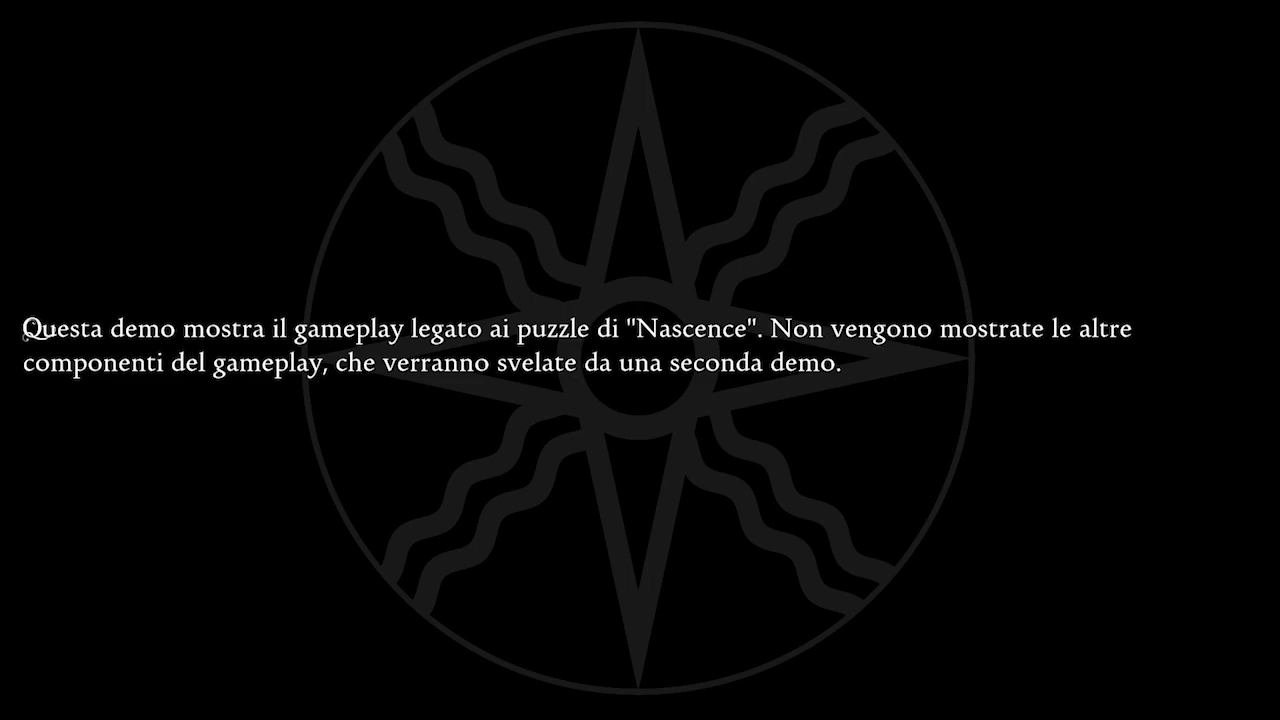 Questa demo mostra il gameplay legato ai puzzle di "Nascence". Non vengono mostrate le altre
componenti del gameplay, che verranno svelate da una seconda demo.